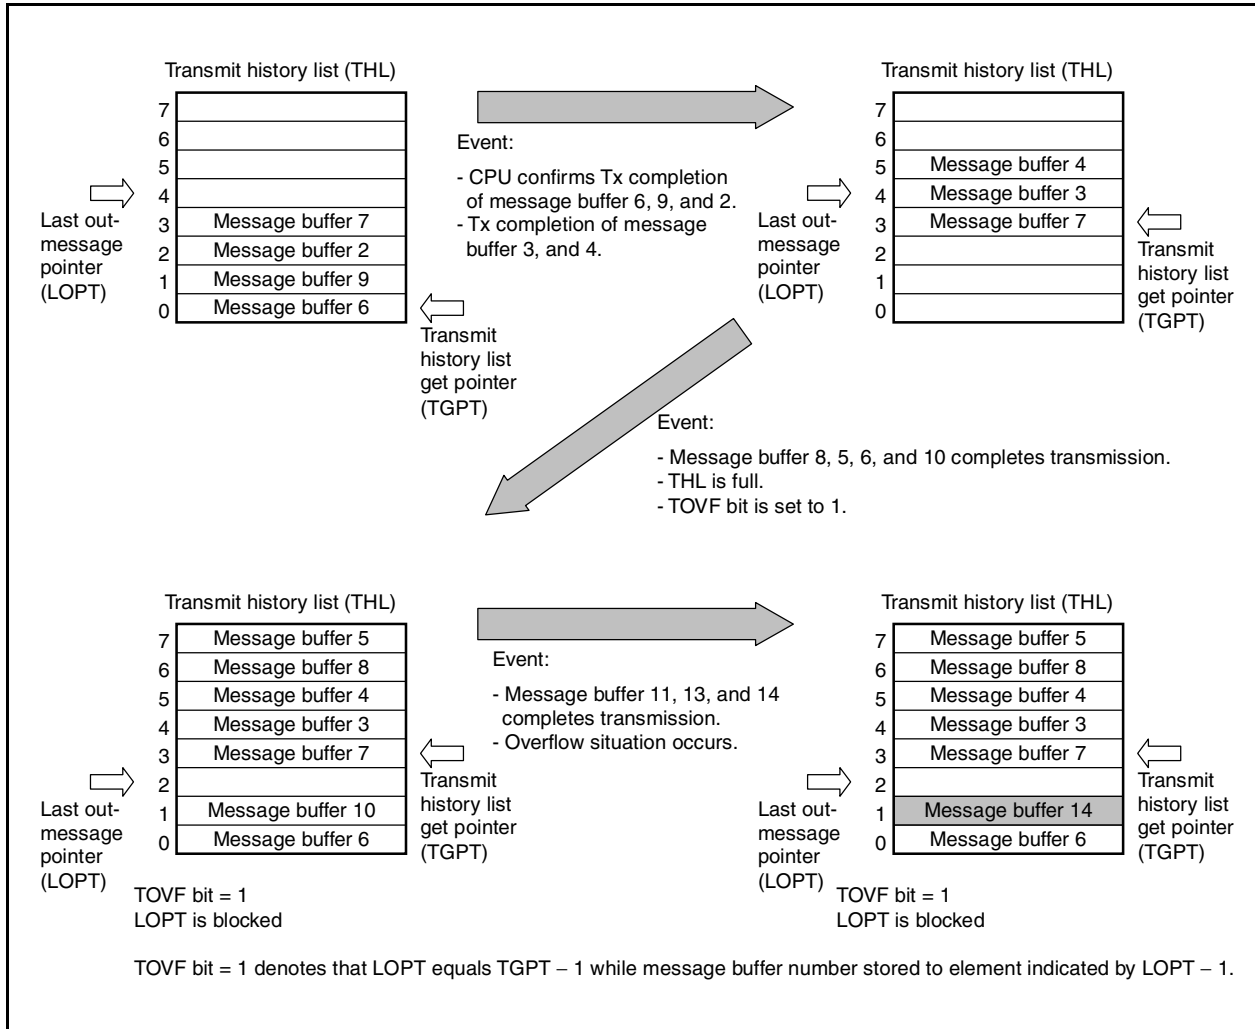 Transmit history list (THL)
7
6
5
4
3 Message buffer 7
2 Message buffer 2
1 Message buffer 9
0 Message buffer 6
Last out-
message
pointer
(LOPT)
Transmit
history list
get pointer
(TGPT)
Event:
- CPU confirms Tx completion
of message buffer 6, 9, and 2.
- Tx completion of message
buffer 3, and 4.
Transmit history list (THL)
7
6
5 Message buffer 4
4 Message buffer 3
3 Message buffer 7
2
1
0
Last out-
message
pointer
(LOPT)
Transmit
history list
get pointer
(TGPT)
Event:
- Message buffer 8, 5, 6, and 10 completes transmission.
- THL is full.
- TOVF bit is set to 1.
Transmit history list (THL)
7 Message buffer 5
6 Message buffer 8
5 Message buffer 4
4 Message buffer 3
3 Message buffer 7
2
1 Message buffer 10
0 Message buffer 6
Last out-
message
pointer
(LOPT)
Transmit
history list
get pointer
(TGPT)
TOVF bit = 1
LOPT is blocked
Event:
- Message buffer 11, 13, and 14
completes transmission.
- Overflow situation occurs.
Transmit history list (THL)
7 Message buffer 5
6 Message buffer 8
5 Message buffer 4
4 Message buffer 3
3 Message buffer 7
2
1 Message buffer 14
0 Message buffer 6
Last out-
message
pointer
(LOPT)
Transmit
history list
get pointer
(TGPT)
TOVF bit = 1
LOPT is blocked
TOVF bit = 1 denotes that LOPT equals TGPT − 1 while message buffer number stored to element indicated by LOPT − 1.